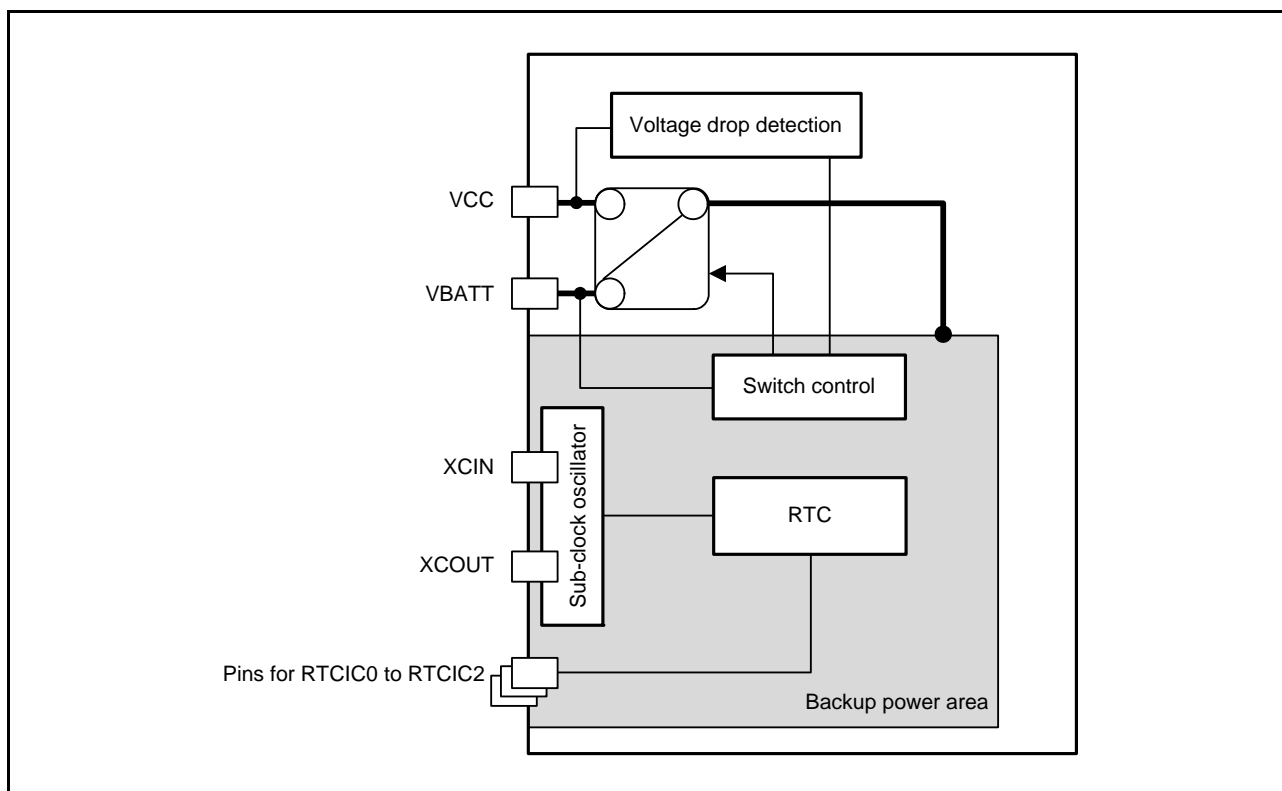 Voltage drop detection
VCC
VBATT
Switch control
XCIN
Sub-clock oscillator
RTC
XCOUT
Pins for RTCIC0 to RTCIC2
Backup power area